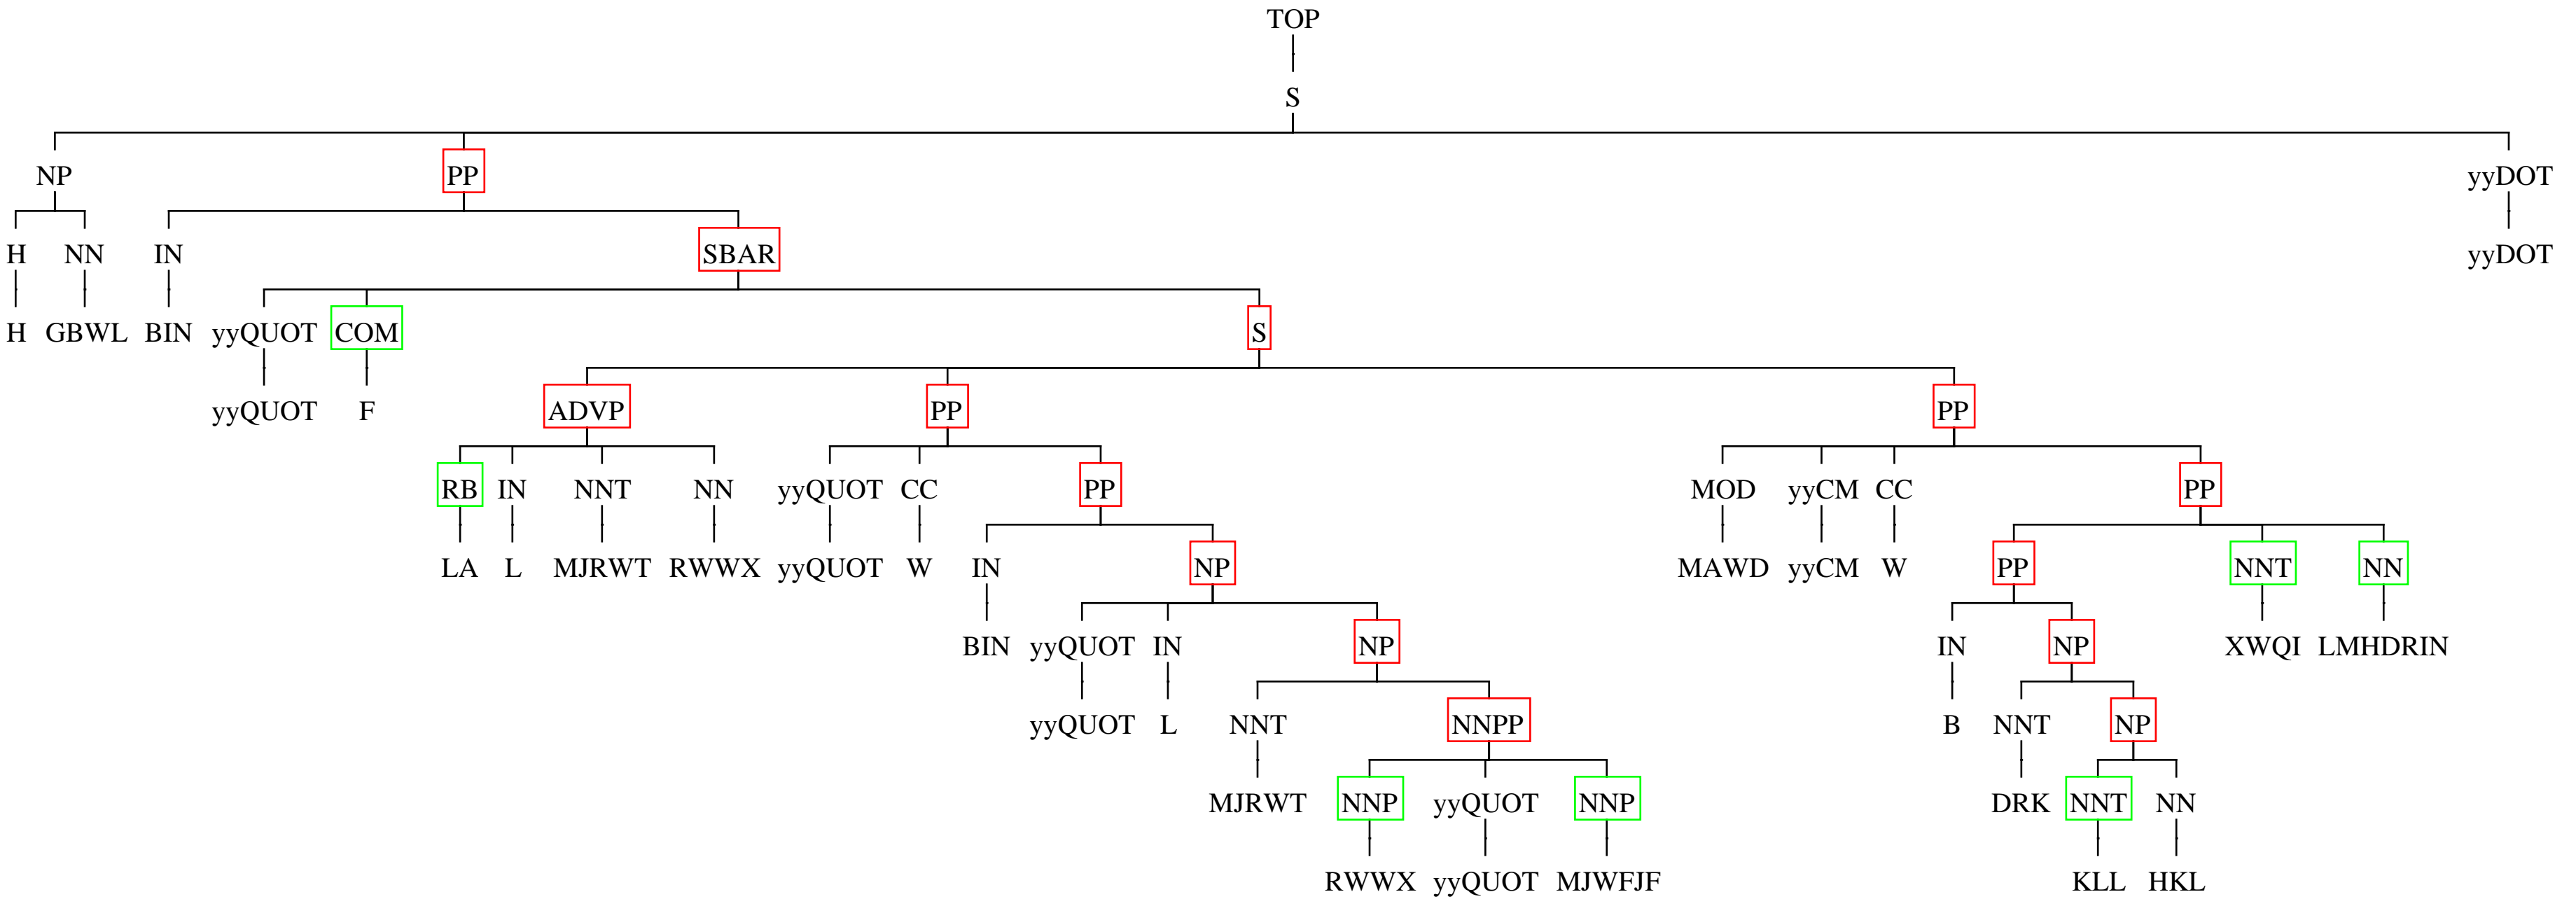 TOP
S
NP PP yyDOT
H NN IN SBAR yyDOT
H GBWL BIN yyQUOT COM S
yyQUOT F ADVP PP PP
RB IN NNT NN yyQUOT CC PP MOD yyCM CC PP
LA L MJRWT RWWX yyQUOT W IN NP MAWD yyCM W PP NNT NN
BIN yyQUOT IN NP IN NP XWQI LMHDRIN
yyQUOT L NNT NNPP B NNT NP
MJRWT NNP yyQUOT NNP DRK NNT NN
RWWX yyQUOT MJWFJF KLL HKL